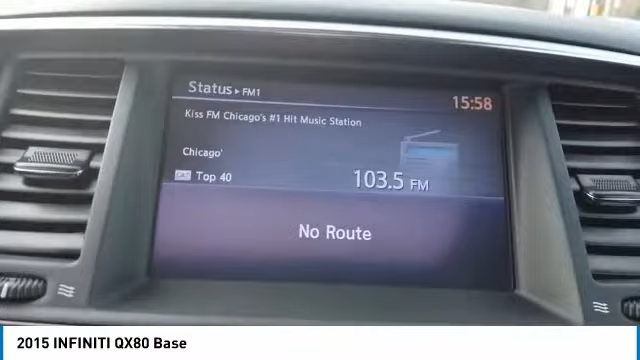 Status▸FM1
15:58
Kiss FM Chicago's #1 Hit Music Station
Chicago'
Top 40
103.5 FM
No Route
2015 INFINITI QX80 Base